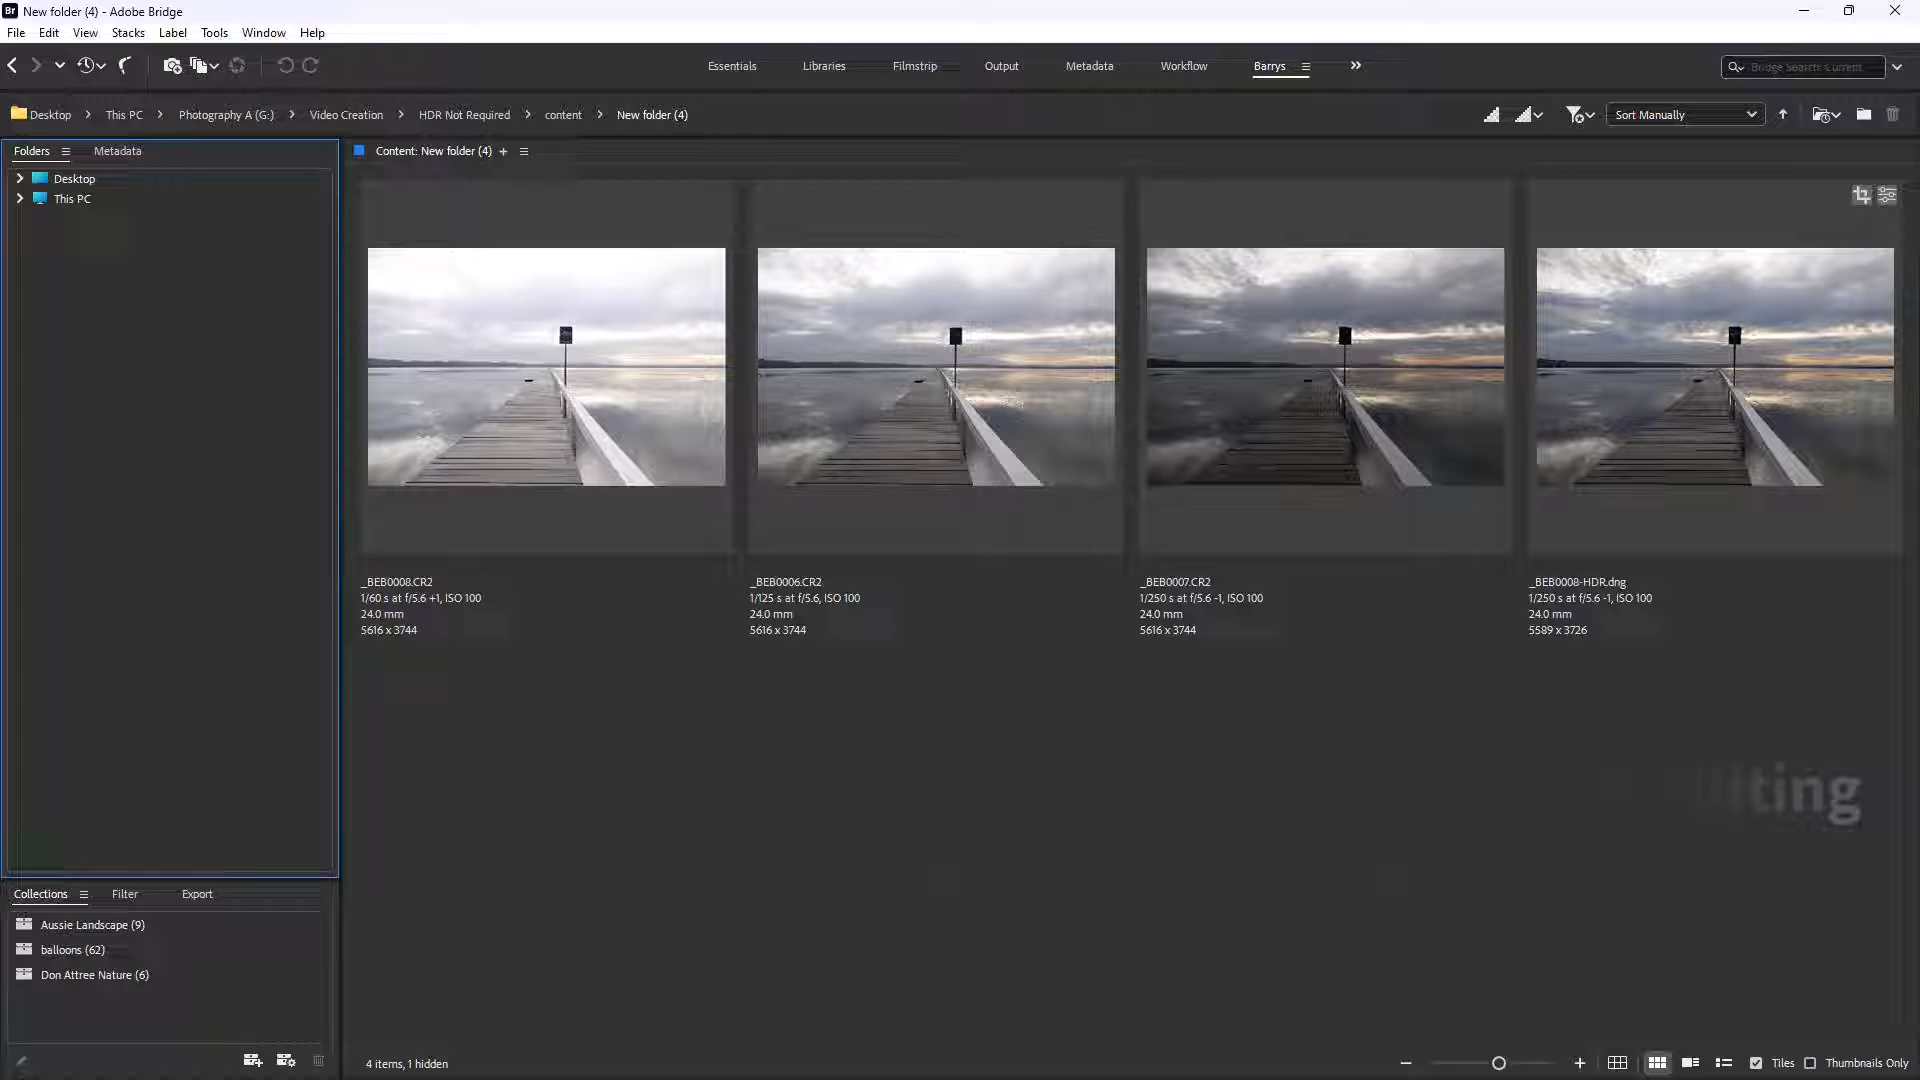 Br New folder (4) - Adobe Bridge
File Edit View Stacks Label Tools Window Help
Essentials Libraries Filmstrip Output Metadata Workflow Barrys
Bridge Search: Current
Desktop This PC Photography A (G:) Video Creation HDR Not Required content New folder (4)
Sort Manually
Folders Metadata
Content: New folder (4)
Desktop
This PC
_BEB0008.CR2
1/60 s at f/5.6 +1, ISO 100
24.0 mm
5616 x 3744
_BEB0006.CR2
1/125 s at f/5.6, ISO 100
24.0 mm
5616 x 3744
_BEB0007.CR2
1/250 s at f/5.6 -1, ISO 100
24.0 mm
5616 x 3744
_BEB0008-HDR.dng
1/250 s at f/5.6 -1, ISO 100
24.0 mm
5589 x 3726
Collections Filter Export
Aussie Landscape (9)
balloons (62)
Don Attree Nature (6)
4 items, 1 hidden
Tiles Thumbnails Only